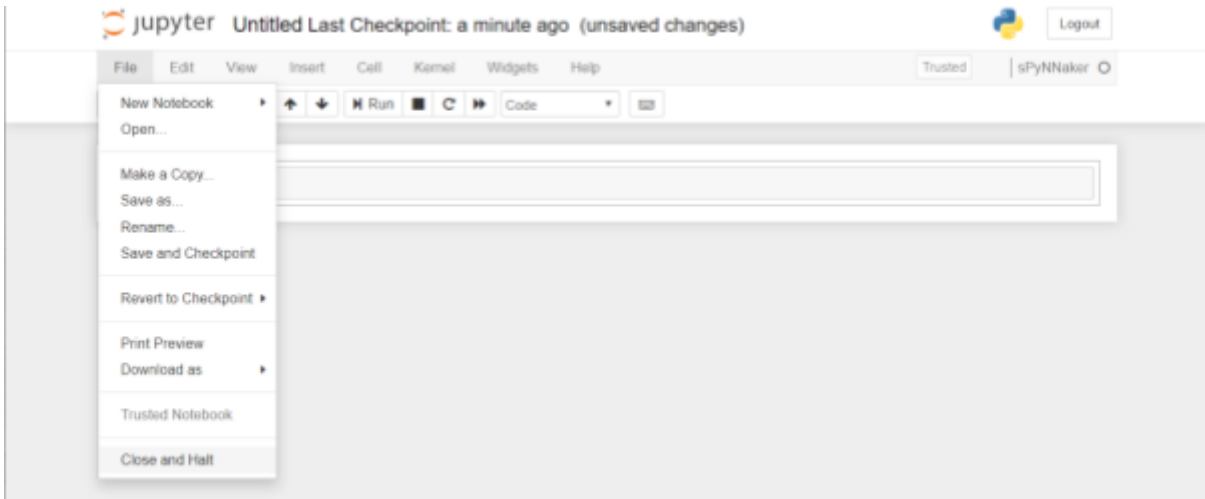 jupyter Untitled Last Checkpoint: a minute ago (unsaved changes) Logout
File Edit View Insert Cell Kernel Widgets Help Trusted sPyNNaker
Run Code
New Notebook
Open...
Make a Copy...
Save as...
Rename...
Save and Checkpoint
Revert to Checkpoint
Print Preview
Download as
Trusted Notebook
Close and Halt